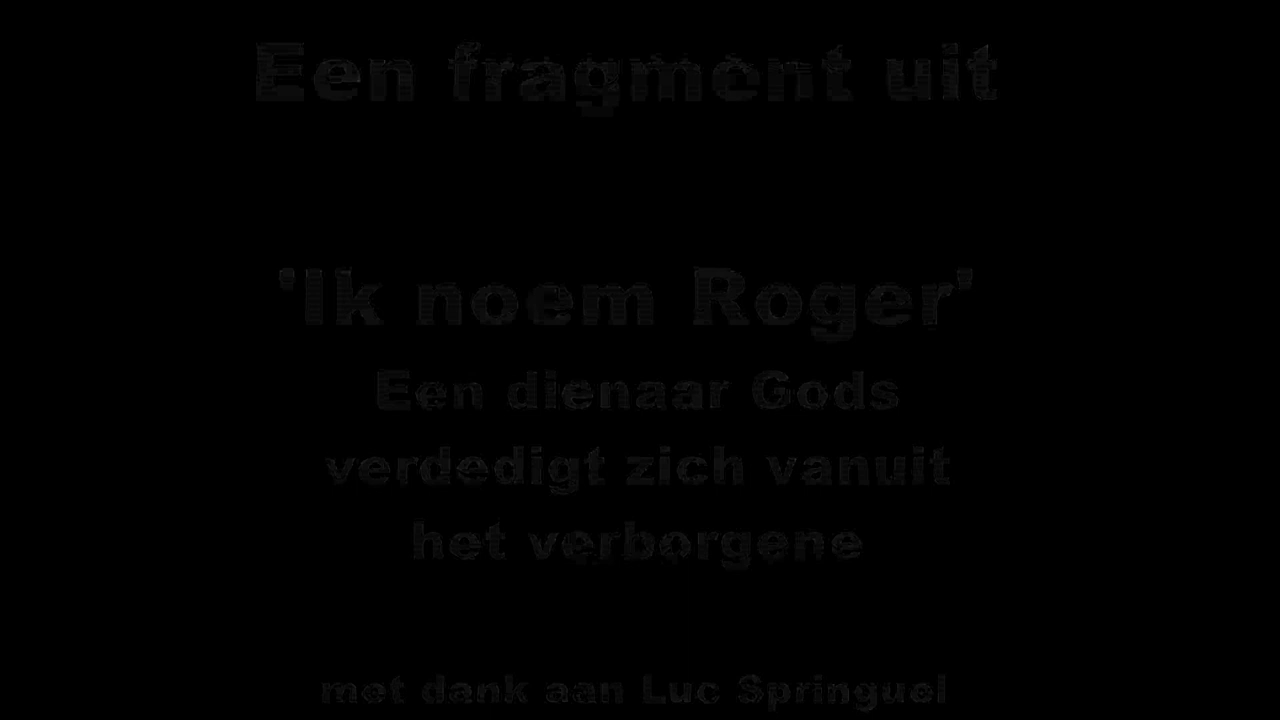 Een fragment uit
'Ik noem Roger'
Een dienaar Gods
verdedigt zich vanuit
het verborgene
met dank aan Luc Springuel